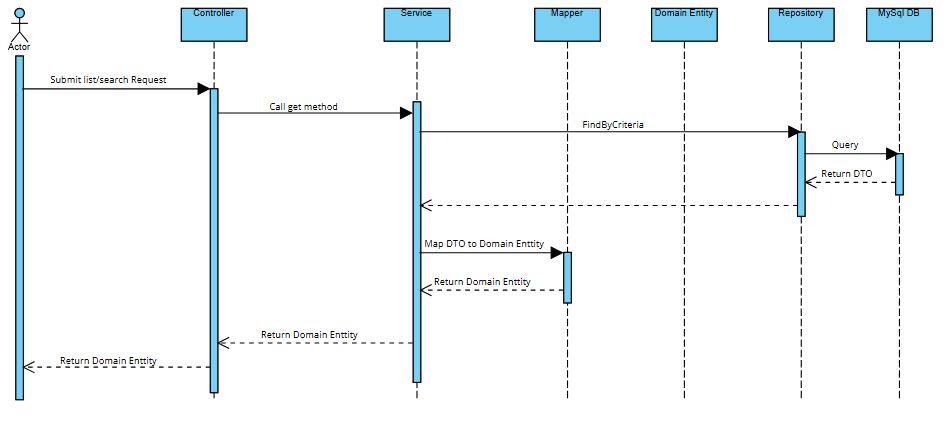 Controller
Service
Mapper
Domain Entity
Repository
MySql DB
Actor
Submit list/search Request
Call get method
FindByCriteria
Query
Return DTO
Map DTO to Domain Enttity
Return Domain Enttity
Return Domain Enttity
Return Domain Enttity